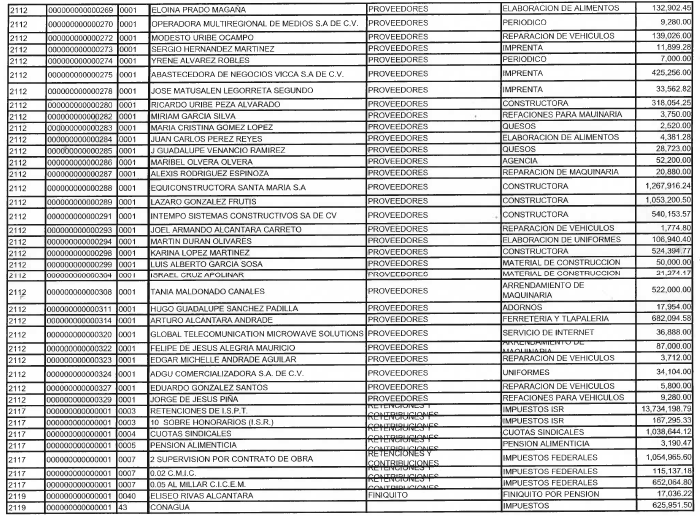 2112 000000000000269 0001 ELOINA PRADO MAGAÑA PROVEEDORES ELABORACION DE ALIMENTOS 132,902.45
2112 000000000000270 0001 OPERADORA MULTIREGIONAL DE MEDIOS S.A DE C.V. PROVEEDORES PERIODICO 9,280.00
2112 000000000000272 0001 MODESTO URIBE OCAMPO PROVEEDORES REPARACION DE VEHICULOS 139,026.00
2112 000000000000273 0001 SERGIO HERNANDEZ MARTINEZ PROVEEDORES IMPRENTA 11,899.28
2112 000000000000274 0001 YRENE ALVAREZ ROBLES PROVEEDORES PERIODICO 7,000.00
2112 000000000000275 0001 ABASTECEDORA DE NEGOCIOS VICCA S.A DE C.V. PROVEEDORES IMPRENTA 425,256.00
2112 000000000000278 0001 JOSE MATUSALEN LEGORRETA SEGUNDO PROVEEDORES IMPRENTA 33,562.82
2112 000000000000280 0001 RICARDO URIBE PEZA ALVARADO PROVEEDORES CONSTRUCTORA 318,054.25
2112 000000000000282 0001 MIRIAM GARCIA SILVA PROVEEDORES REFACIONES PARA MAUINARIA 3,750.00
2112 000000000000283 0001 MARIA CRISTINA GOMEZ LOPEZ PROVEEDORES QUESOS 2,520.00
2112 000000000000284 0001 JUAN CARLOS PEREZ REYES PROVEEDORES ELABORACION DE ALIMENTOS 4,381.28
2112 000000000000285 0001 J GUADALUPE VENANCIO RAMIREZ PROVEEDORES QUESOS 28,723.00
2112 000000000000286 0001 MARIBEL OLVERA OLVERA PROVEEDORES AGENCIA 52,200.00
2112 000000000000287 0001 ALEXIS RODRIGUEZ ESPINOZA PROVEEDORES REPARACION DE MAQUINARIA 20,880.00
2112 000000000000288 0001 EQUICONSTRUCTORA SANTA MARIA S.A PROVEEDORES CONSTRUCTORA 1,267,916.24
2112 000000000000289 0001 LAZARO GONZALEZ FRUTIS PROVEEDORES CONSTRUCTORA 1,053,200.50
2112 000000000000291 0001 INTEMPO SISTEMAS CONSTRUCTIVOS SA DE CV PROVEEDORES CONSTRUCTORA 540,153.57
2112 000000000000293 0001 JOEL ARMANDO ALCANTARA CARRETO PROVEEDORES REPARACION DE VEHICULOS 1,774.80
2112 000000000000294 0001 MARTIN DURAN OLIVARES PROVEEDORES ELABORACION DE UNIFORMES 106,940.40
2112 000000000000298 0001 KARINA LOPEZ MARTINEZ PROVEEDORES CONSTRUCTORA 524,394.77
2112 000000000000299 0001 LUIS ALBERTO GARCIA SOSA PROVEEDORES MATERIAL DE CONSTRUCCION 50,000.00
2112 000000000000304 0001 ISRAEL CRUZ APOLINAR PROVEEDORES MATERIAL DE CONSTRUCCION 21,274.17
2112 000000000000308 0001 TANIA MALDONADO CANALES PROVEEDORES ARRENDAMIENTO DE MAQUINARIA 522,000.00
2112 000000000000311 0001 HUGO GUADALUPE SANCHEZ PADILLA PROVEEDORES ADORNOS 17,954.00
2112 000000000000314 0001 ARTURO ALCANTARA ANDRADE PROVEEDORES FERRETERIA Y TLAPALERIA 682,094.58
2112 000000000000320 0001 GLOBAL TELECOMUNICATION MICROWAVE SOLUTIONS PROVEEDORES SERVICIO DE INTERNET 36,888.00
2112 000000000000322 0001 FELIPE DE JESUS ALEGRIA MAURICIO PROVEEDORES ARRENDAMIENTO DE MAQUINARIA 87,000.00
2112 000000000000323 0001 EDGAR MICHELLE ANDRADE AGUILAR PROVEEDORES REPARACION DE VEHICULOS 3,712.00
2112 000000000000324 0001 ADGU COMERCIALIZADORA S.A. DE C.V. PROVEEDORES UNIFORMES 34,104.00
2112 000000000000327 0001 EDUARDO GONZALEZ SANTOS PROVEEDORES REPARACION DE VEHICULOS 5,800.00
2112 000000000000329 0001 JORGE DE JESUS PIÑA PROVEEDORES REFACIONES PARA VEHICULOS 9,280.00
2117 000000000000001 0003 RETENCIONES DE I.S.P.T. RETENCIONES Y CONTRIBUCIONES IMPUESTOS ISR 13,734,198.79
2117 000000000000001 0003 10 SOBRE HONORARIOS (I.S.R.) RETENCIONES Y CONTRIBUCIONES IMPUESTOS ISR 167,295.33
2117 000000000000001 0004 CUOTAS SINDICALES RETENCIONES Y CONTRIBUCIONES CUOTAS SINDICALES 1,038,644.12
2117 000000000000001 0005 PENSION ALIMENTICIA RETENCIONES Y CONTRIBUCIONES PENSION ALIMENTICIA 3,190.47
2117 000000000000001 0007 2 SUPERVISION POR CONTRATO DE OBRA RETENCIONES Y CONTRIBUCIONES IMPUESTOS FEDERALES 1,054,965.60
2117 000000000000001 0007 0.02 C.M.I.C. RETENCIONES Y CONTRIBUCIONES IMPUESTOS FEDERALES 115,137.18
2117 000000000000001 0007 0.05 AL MILLAR C.I.C.E.M. RETENCIONES Y CONTRIBUCIONES IMPUESTOS FEDERALES 652,064.80
2119 000000000000001 0040 ELISEO RIVAS ALCANTARA FINIQUITO FINIQUITO POR PENSION 17,036.22
2119 000000000000001 43 CONAGUA IMPUESTOS 625,951.50